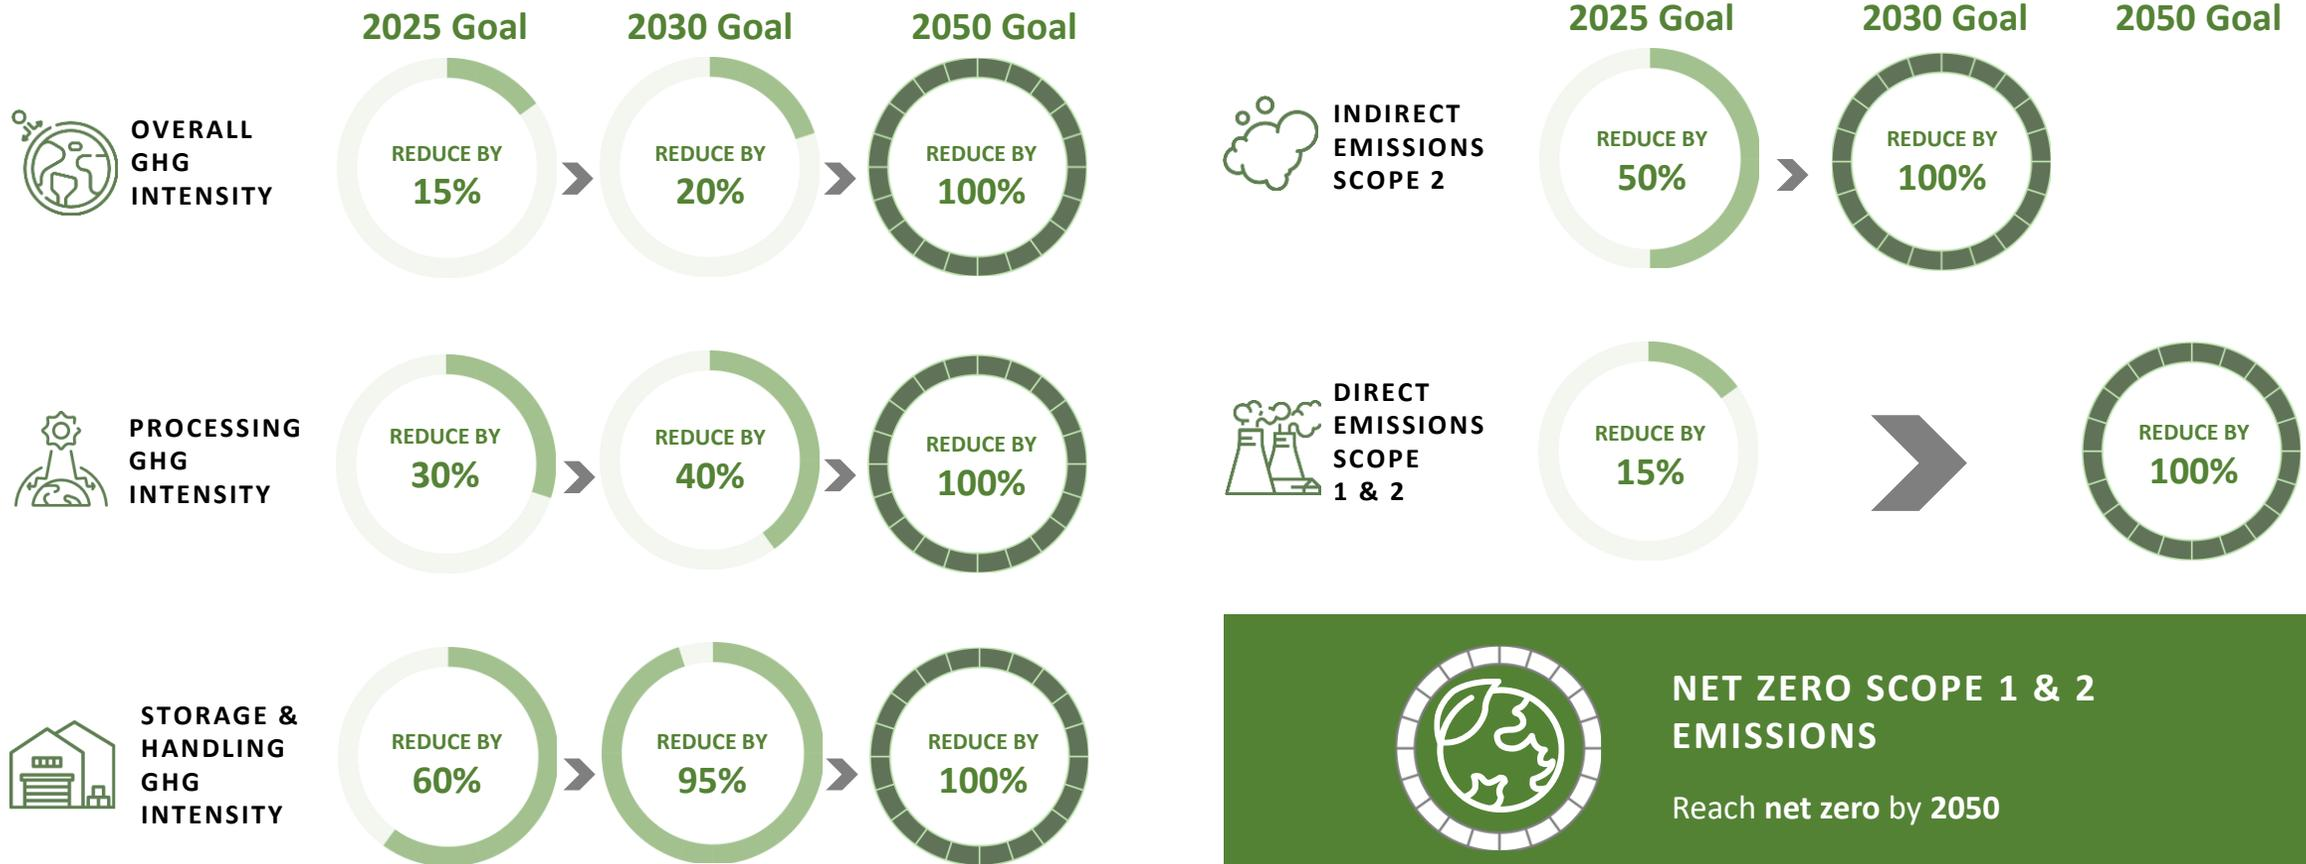 2025 Goal
2030 Goal
2050 Goal
OVERALL
GHG
INTENSITY
REDUCE BY
15%
REDUCE BY
20%
REDUCE BY
100%
PROCESSING
GHG
INTENSITY
REDUCE BY
30%
REDUCE BY
40%
REDUCE BY
100%
STORAGE &
HANDLING
GHG
INTENSITY
REDUCE BY
60%
REDUCE BY
95%
REDUCE BY
100%
2025 Goal
2030 Goal
2050 Goal
INDIRECT
EMISSIONS
SCOPE 2
REDUCE BY
50%
REDUCE BY
100%
DIRECT
EMISSIONS
SCOPE
1 & 2
REDUCE BY
15%
REDUCE BY
100%
NET ZERO SCOPE 1 & 2
EMISSIONS
Reach net zero by 2050